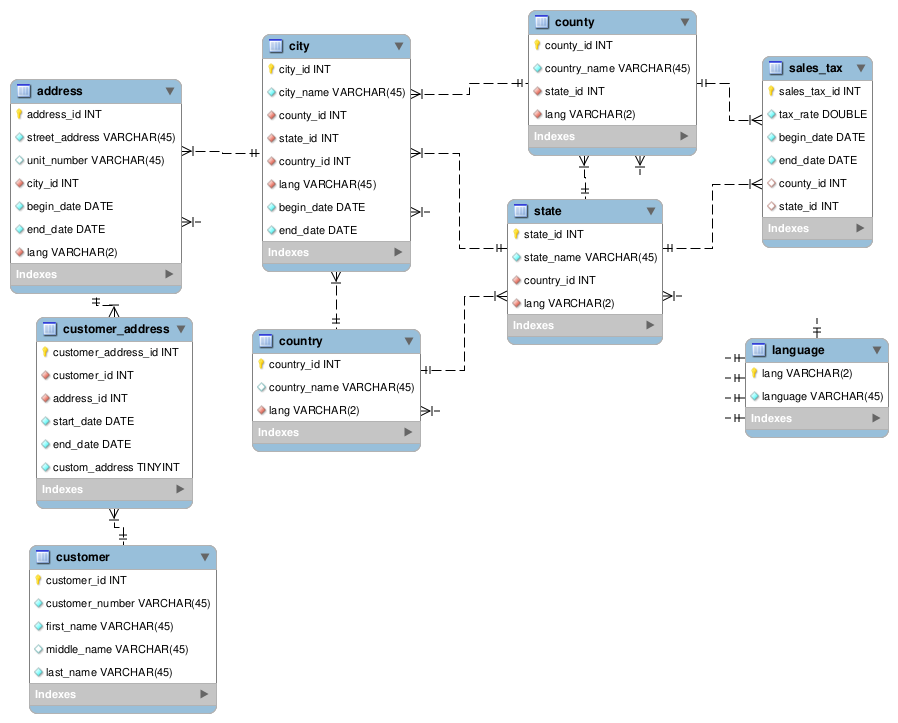 address
address_id INT
street_address VARCHAR(45)
unit_number VARCHAR(45)
city_id INT
begin_date DATE
end_date DATE
lang VARCHAR(2)
Indexes
city
city_id INT
city_name VARCHAR(45)
county_id INT
state_id INT
country_id INT
lang VARCHAR(45)
begin_date DATE
end_date DATE
Indexes
county
county_id INT
country_name VARCHAR(45)
state_id INT
lang VARCHAR(2)
Indexes
sales_tax
sales_tax_id INT
tax_rate DOUBLE
begin_date DATE
end_date DATE
county_id INT
state_id INT
Indexes
state
state_id INT
state_name VARCHAR(45)
country_id INT
lang VARCHAR(2)
Indexes
customer_address
customer_address_id INT
customer_id INT
address_id INT
start_date DATE
end_date DATE
custom_address TINYINT
Indexes
country
country_id INT
country_name VARCHAR(45)
lang VARCHAR(2)
Indexes
language
lang VARCHAR(2)
language VARCHAR(45)
Indexes
customer
customer_id INT
customer_number VARCHAR(45)
first_name VARCHAR(45)
middle_name VARCHAR(45)
last_name VARCHAR(45)
Indexes